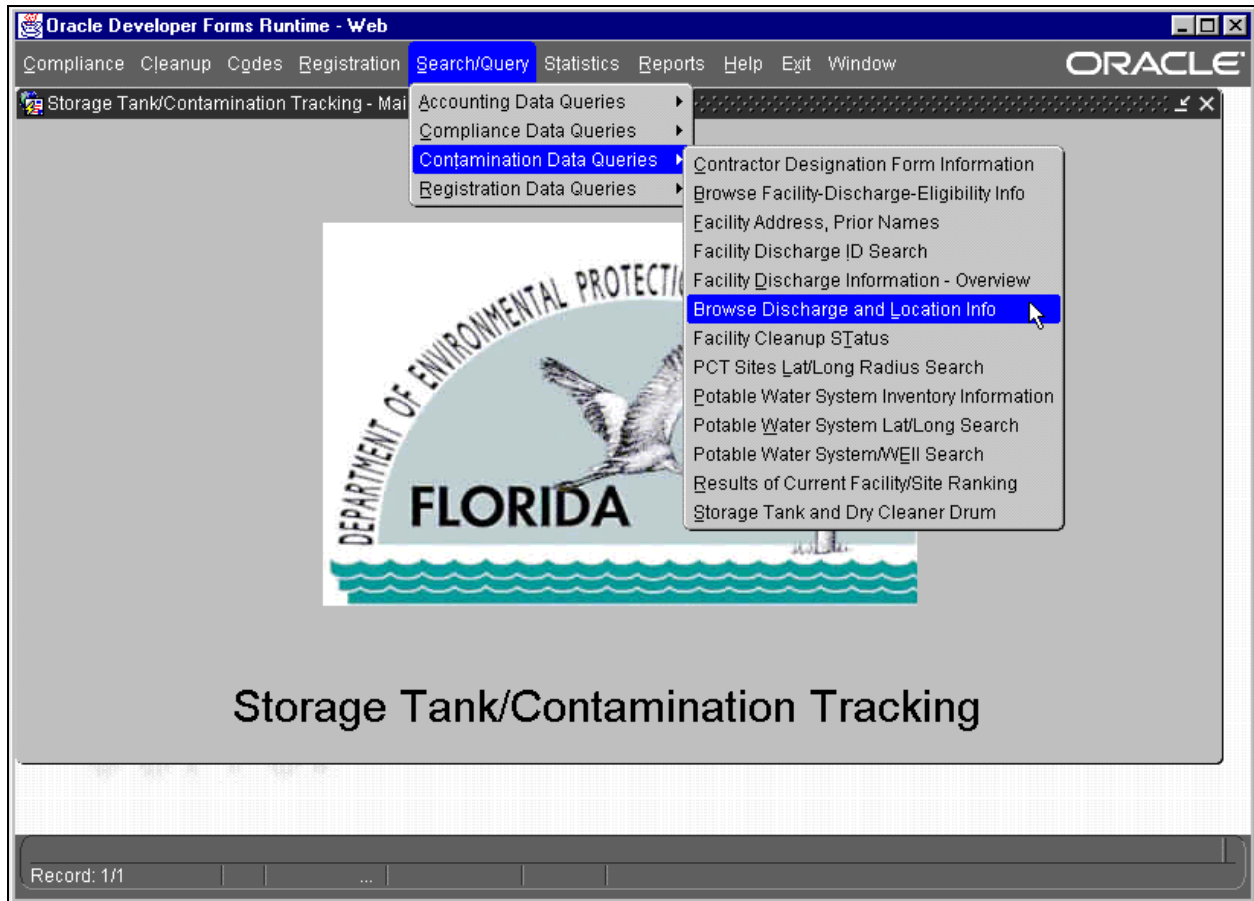 Oracle Developer Forms Runtime - Web
Compliance Cleanup Codes Registration Search/Query Statistics Reports Help Exit Window ORACLE
Storage Tank/Contamination Tracking - Mai
Accounting Data Queries
Compliance Data Queries
Contamination Data Queries
Registration Data Queries
Contractor Designation Form Information
Browse Facility-Discharge-Eligibility Info
Facility Address, Prior Names
Facility Discharge ID Search
Facility Discharge Information - Overview
Browse Discharge and Location Info
Facility Cleanup STatus
PCT Sites Lat/Long Radius Search
Potable Water System Inventory Information
Potable Water System Lat/Long Search
Potable Water System/WEll Search
Results of Current Facility/Site Ranking
Storage Tank and Dry Cleaner Drum
DEPARTMENT OF ENVIRONMENTAL PROTECTI
FLORIDA
Storage Tank/Contamination Tracking
Record: 1/1
...